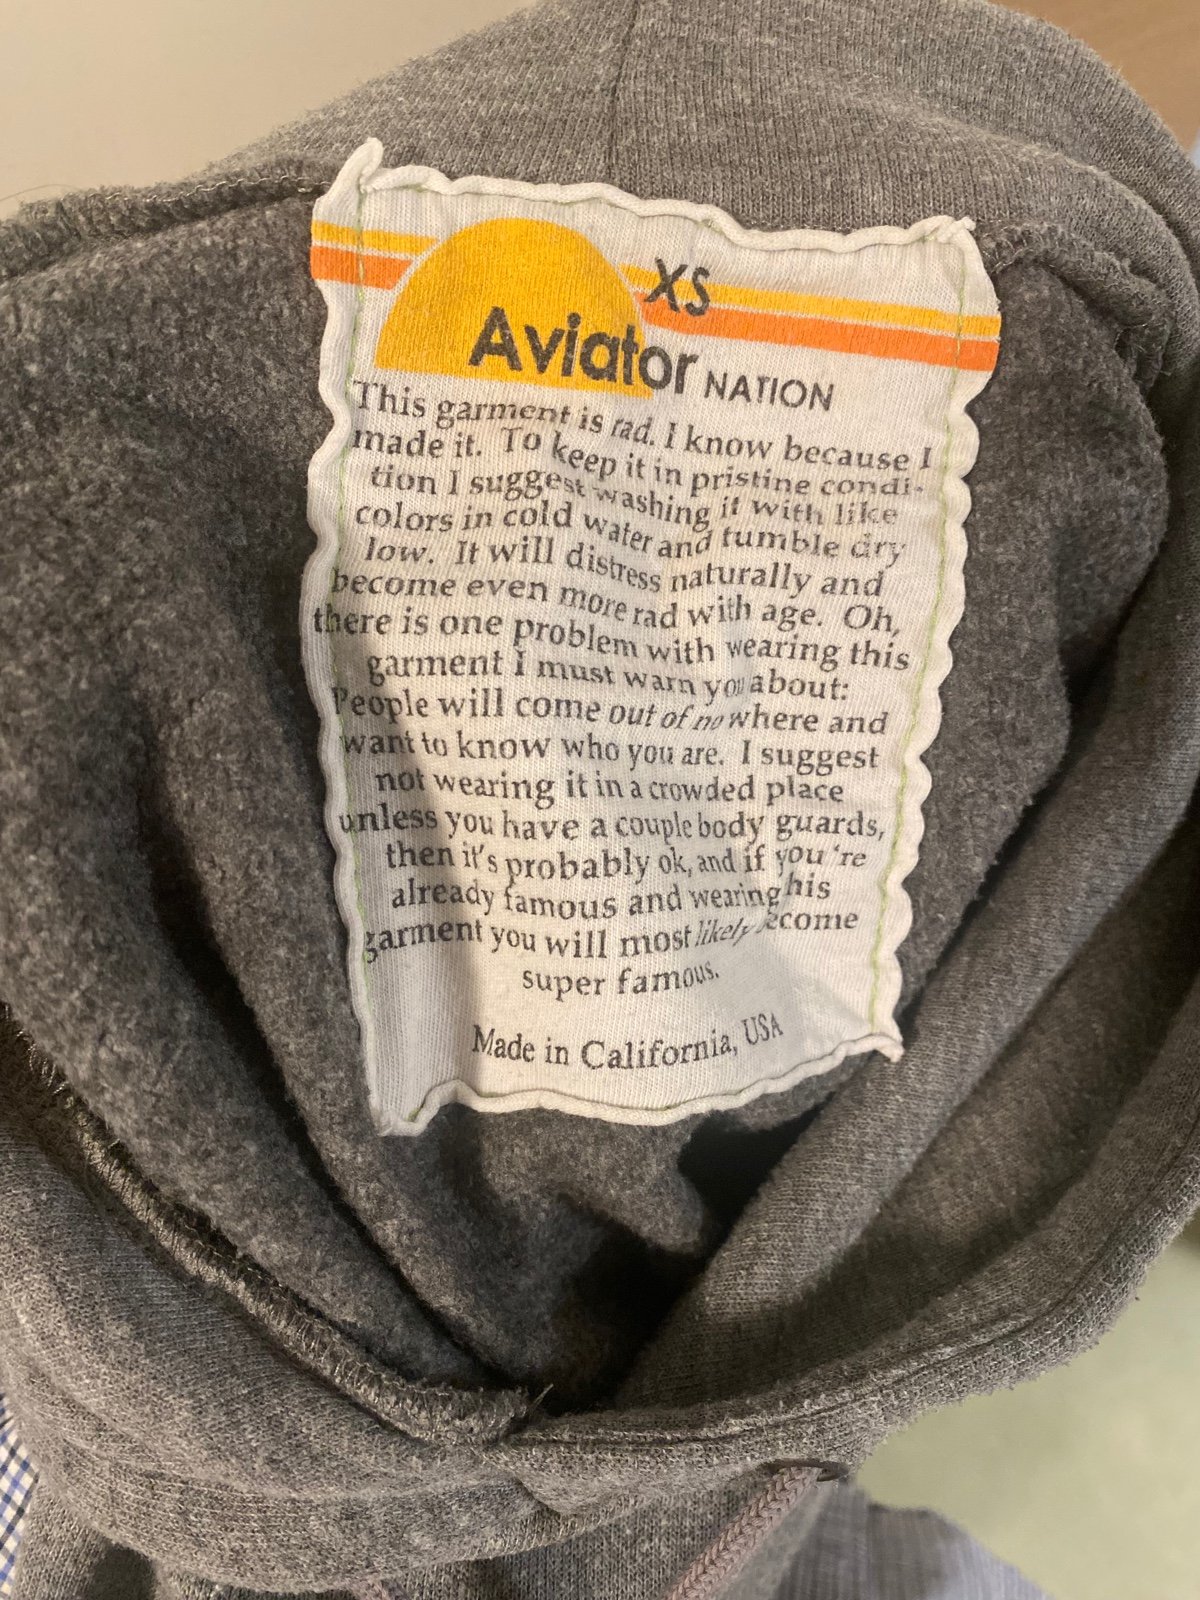 XS
Aviator NATION
This garment is rad. I know because I
made it. To keep it in pristine condi-
tion I suggest washing it with like
colors in cold water and tumble dry
low. It will distress naturally and
become even more rad with age. Oh,
there is one problem with wearing this
garment I must warn you about:
People will come out of nowhere and
want to know who you are. I suggest
not wearing it in a crowded place
unless you have a couple body guards,
then it's probably ok, and if you're
already famous and wearing his
garment you will most likely become
super famous.
Made in California, USA